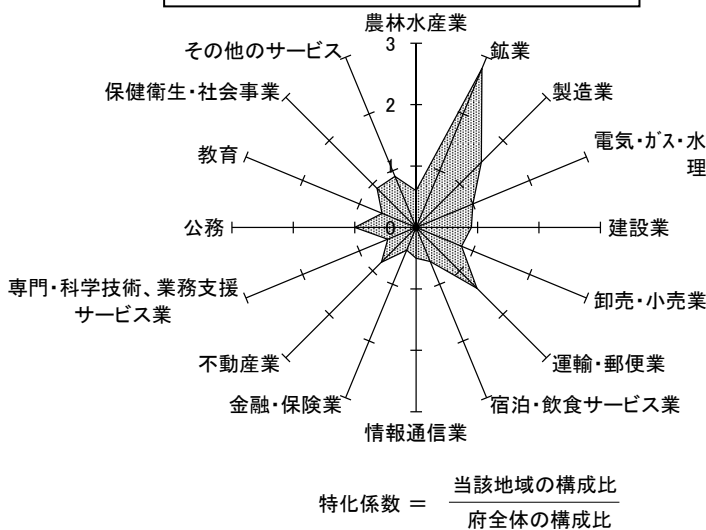 農林水産業
3
その他のサービス
鉱業
保健衛生・社会事業
製造業
2
電気・ガス・水
理
教育
1
公務
0
建設業
専門・科学技術、業務支援
サービス業
卸売・小売業
不動産業
運輸・郵便業
金融・保険業
宿泊・飲食サービス業
情報通信業
特化係数 ＝
当該地域の構成比
府全体の構成比